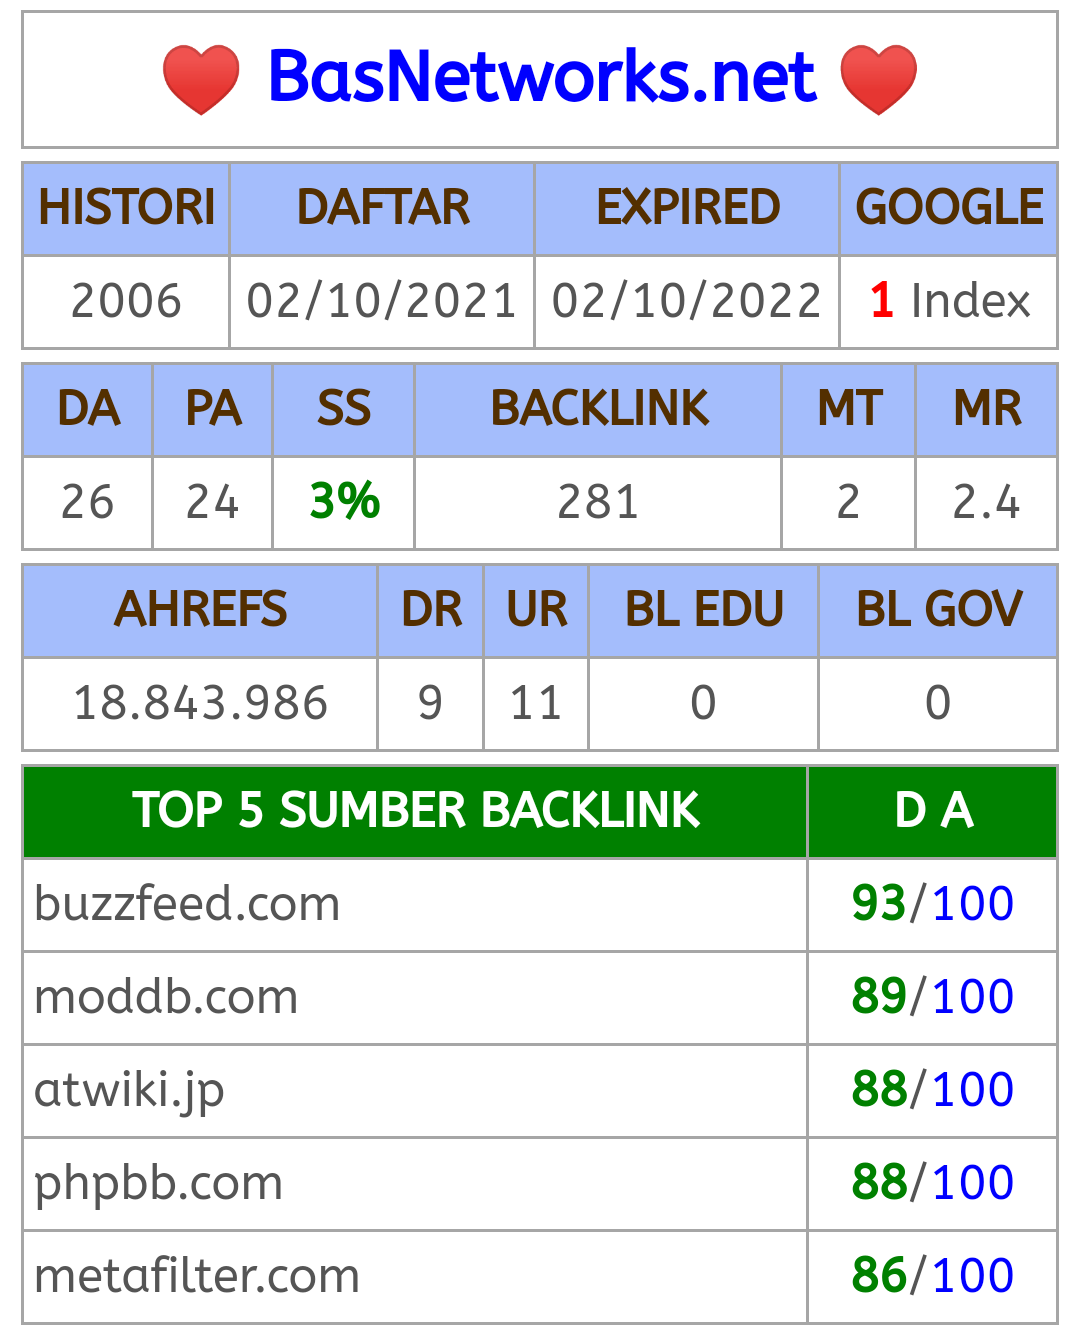 BasNetworks.net
HISTORI DAFTAR EXPIRED GOOGLE
2006 02/10/2021 02/10/2022 1 Index
DA PA SS BACKLINK MT MR
26 24 3% 281 2 2.4
AHREFS DR UR BL EDU BL GOV
18.843.986 9 11 0 0
TOP 5 SUMBER BACKLINK D A
buzzfeed.com 93/100
moddb.com 89/100
atwiki.jp 88/100
phpbb.com 88/100
metafilter.com 86/100